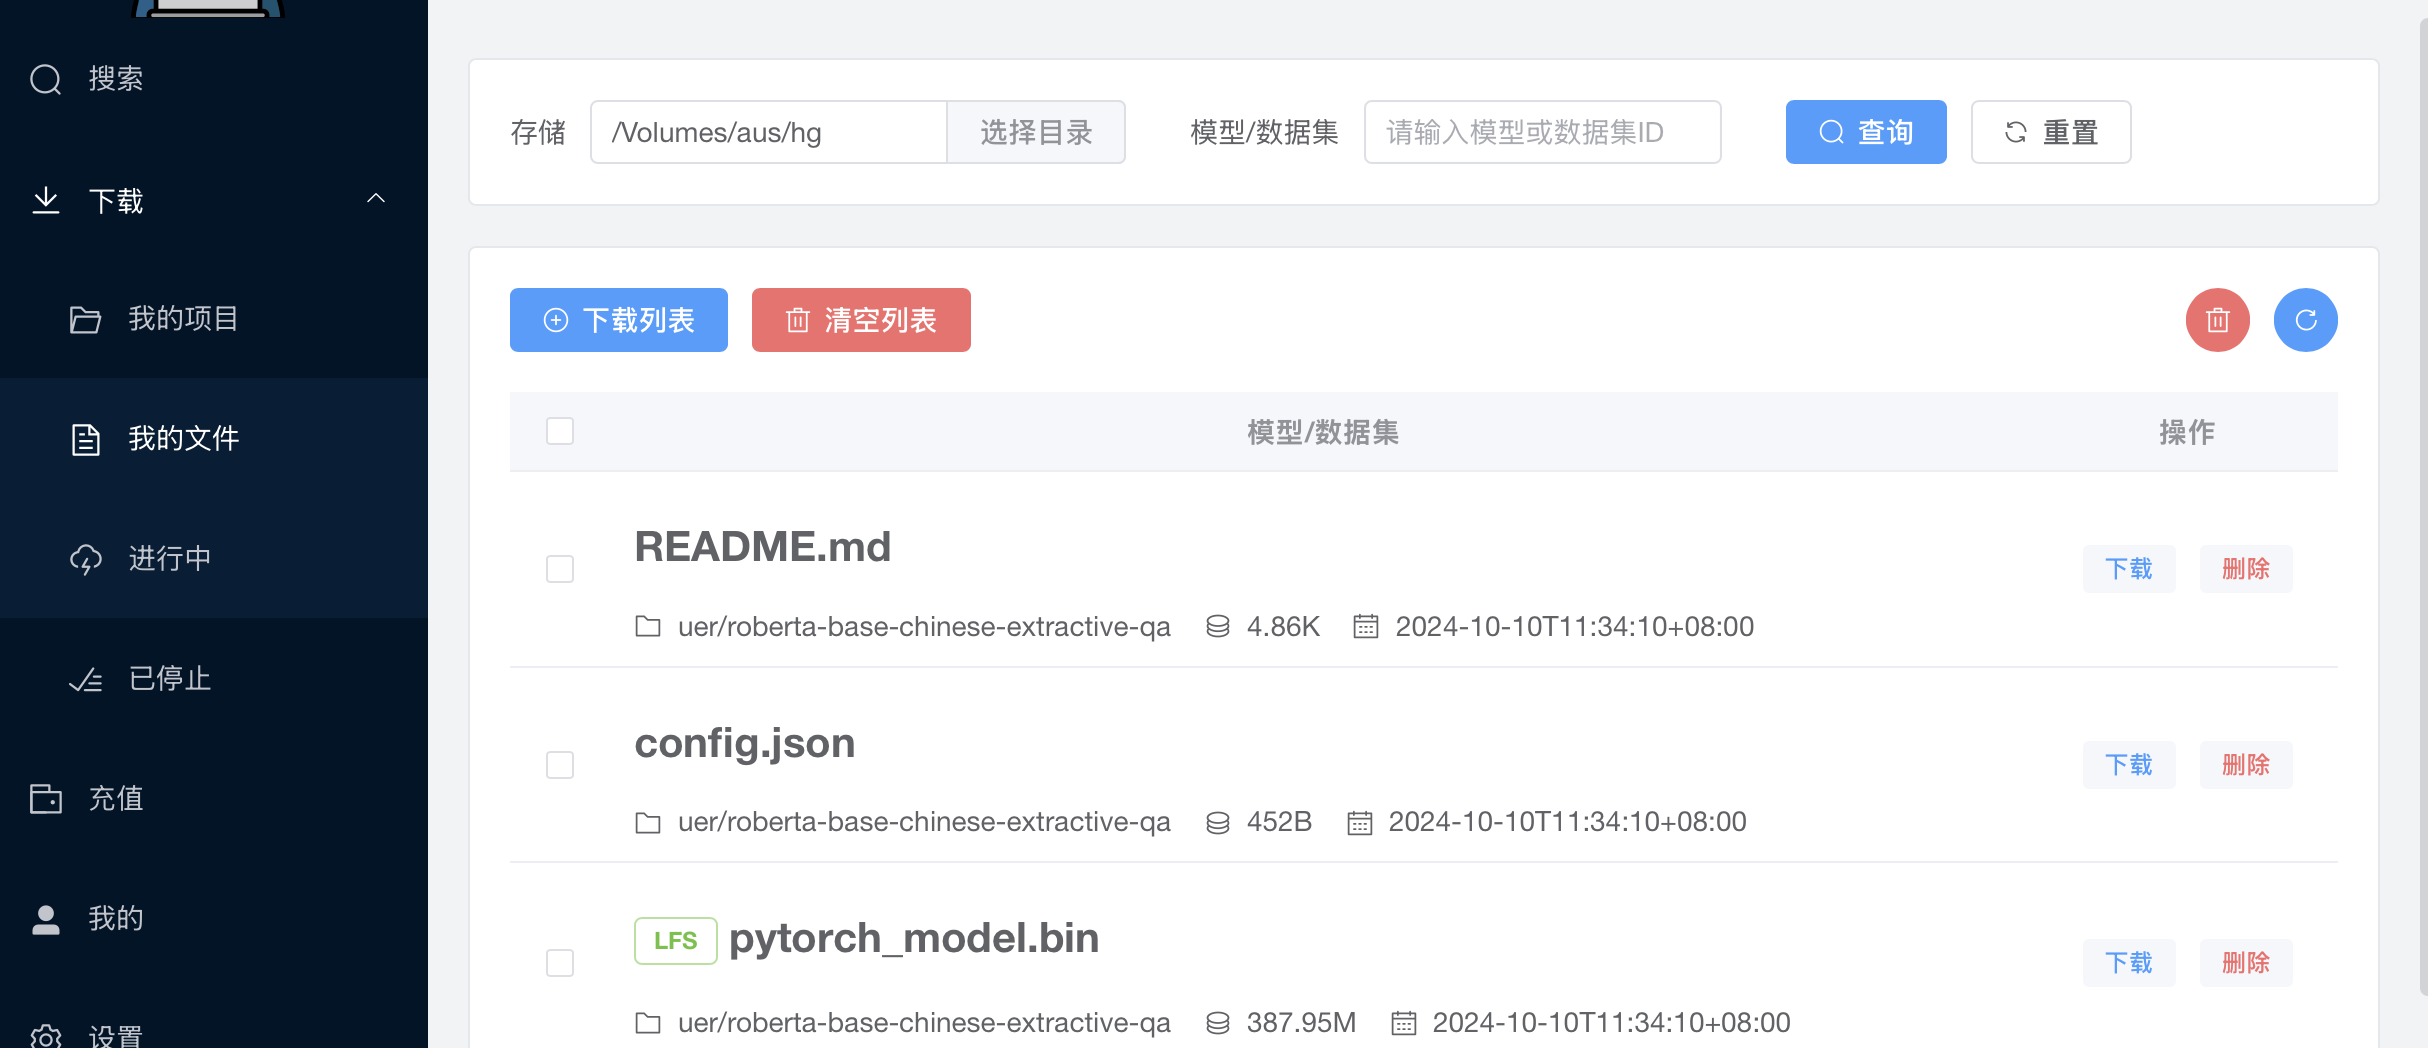 搜索
下载
我的项目
我的文件
进行中
已停止
充值
我的
设置
存储 /Volumes/aus/hg 选择目录 模型/数据集 请输入模型或数据集ID 查询 重置
下载列表 清空列表
模型/数据集 操作
README.md
下载 删除
uer/roberta-base-chinese-extractive-qa 4.86K 2024-10-10T11:34:10+08:00
config.json
下载 删除
uer/roberta-base-chinese-extractive-qa 452B 2024-10-10T11:34:10+08:00
LFS pytorch_model.bin
下载 删除
uer/roberta-base-chinese-extractive-qa 387.95M 2024-10-10T11:34:10+08:00